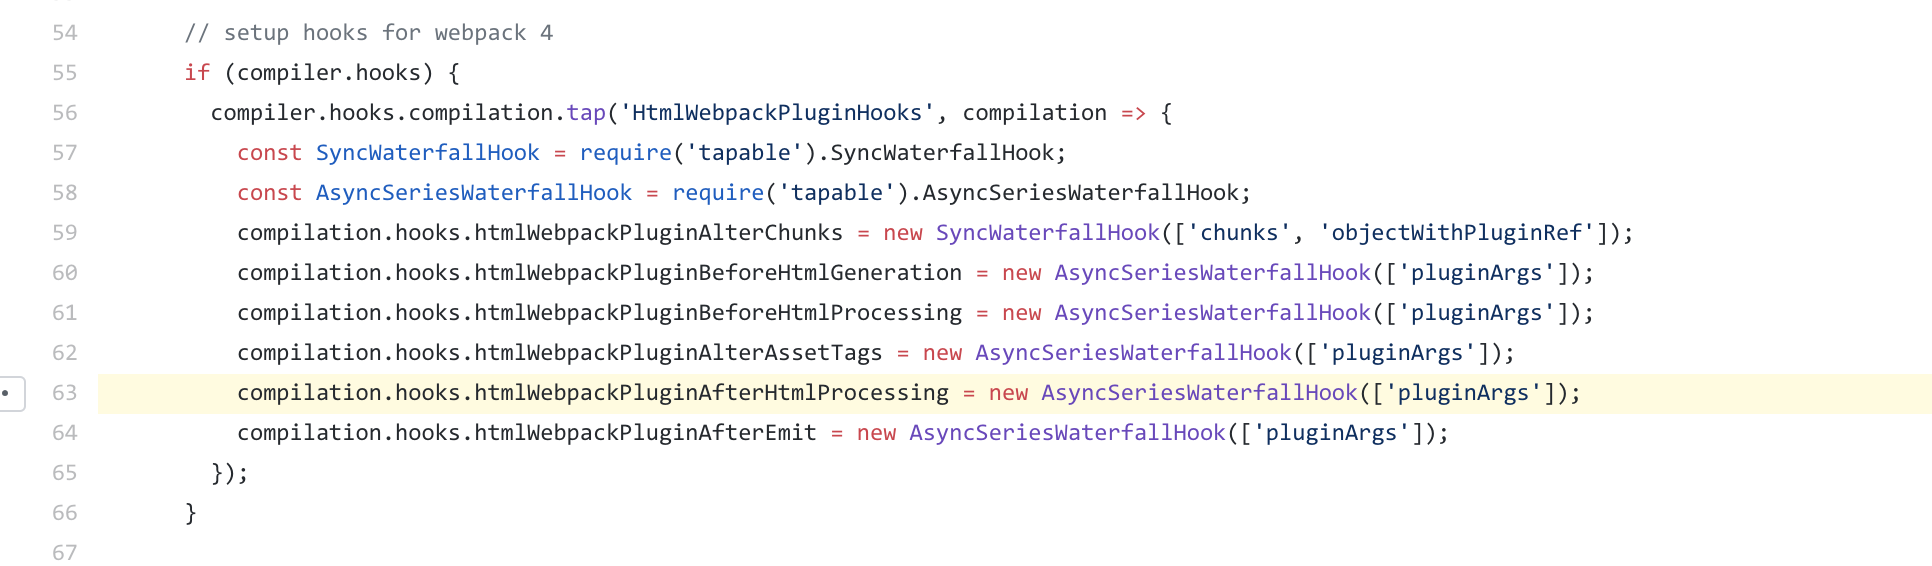 54 // setup hooks for webpack 4
55 if (compiler.hooks) {
56 compiler.hooks.compilation.tap('HtmlWebpackPluginHooks', compilation => {
57 const SyncWaterfallHook = require('tapable').SyncWaterfallHook;
58 const AsyncSeriesWaterfallHook = require('tapable').AsyncSeriesWaterfallHook;
59 compilation.hooks.htmlWebpackPluginAlterChunks = new SyncWaterfallHook(['chunks', 'objectWithPluginRef']);
60 compilation.hooks.htmlWebpackPluginBeforeHtmlGeneration = new AsyncSeriesWaterfallHook(['pluginArgs']);
61 compilation.hooks.htmlWebpackPluginBeforeHtmlProcessing = new AsyncSeriesWaterfallHook(['pluginArgs']);
62 compilation.hooks.htmlWebpackPluginAlterAssetTags = new AsyncSeriesWaterfallHook(['pluginArgs']);
63 compilation.hooks.htmlWebpackPluginAfterHtmlProcessing = new AsyncSeriesWaterfallHook(['pluginArgs']);
64 compilation.hooks.htmlWebpackPluginAfterEmit = new AsyncSeriesWaterfallHook(['pluginArgs']);
65 });
66 }
67